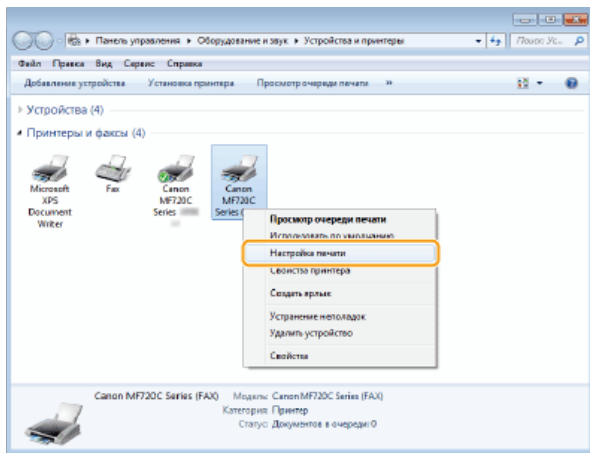 Панель управления ▸ Оборудование и звук ▸ Устройства и принтеры
Поиск: Ус...
Файл Правка Вид Сервис Справка
Добавление устройства Установка принтера Просмотр очереди печати »
Устройства (4)
Принтеры и факсы (4)
Microsoft XPS Document Writer
Fax
Canon MF720C Series
Canon MF720C Series (
Просмотр очереди печати
Использовать по умолчанию
Настройка печати
Свойства принтера
Создать ярлык
Устранение неполадок
Удалить устройство
Свойства
Canon MF720C Series (FAX) Модель: Canon MF720C Series (FAX)
Категория: Принтер
Статус: Документов в очереди: 0